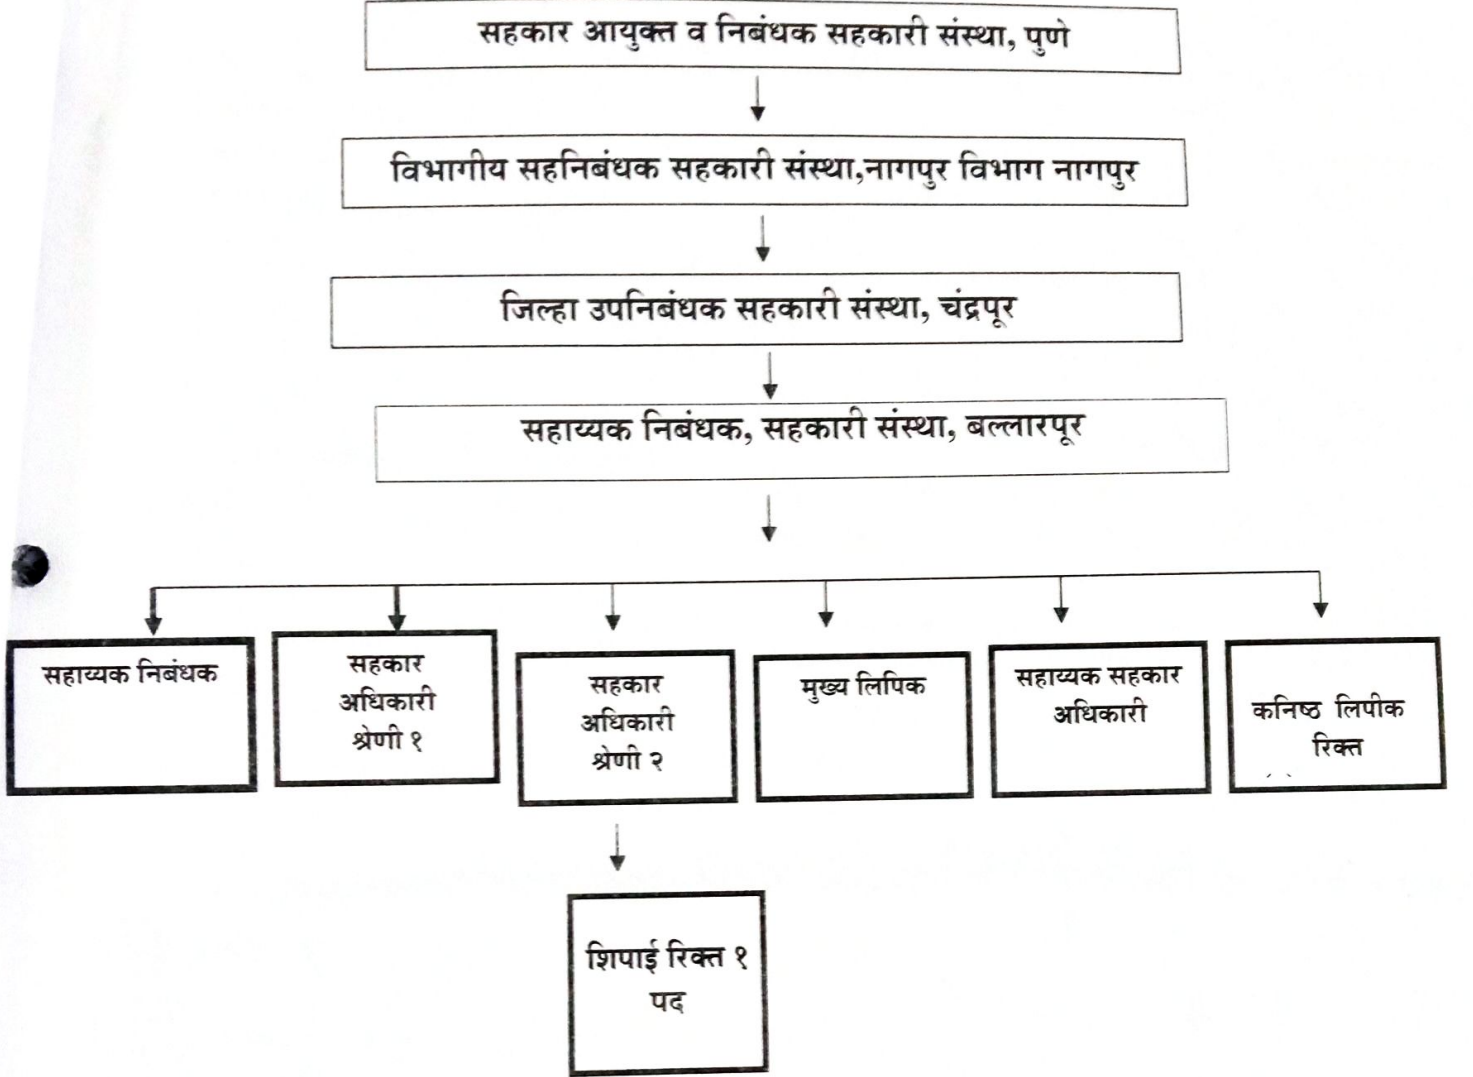 सहकार आयुक्त व निबंधक सहकारी संस्था, पुणे
विभागीय सहनिबंधक सहकारी संस्था,नागपुर विभाग नागपुर
जिल्हा उपनिबंधक सहकारी संस्था, चंद्रपूर
सहाय्यक निबंधक, सहकारी संस्था, बल्लारपूर
सहाय्यक निबंधक
सहकार
अधिकारी
श्रेणी १
सहकार
अधिकारी
श्रेणी २
मुख्य लिपिक
सहाय्यक सहकार
अधिकारी
कनिष्ठ लिपीक
रिक्त
शिपाई रिक्त १
पद